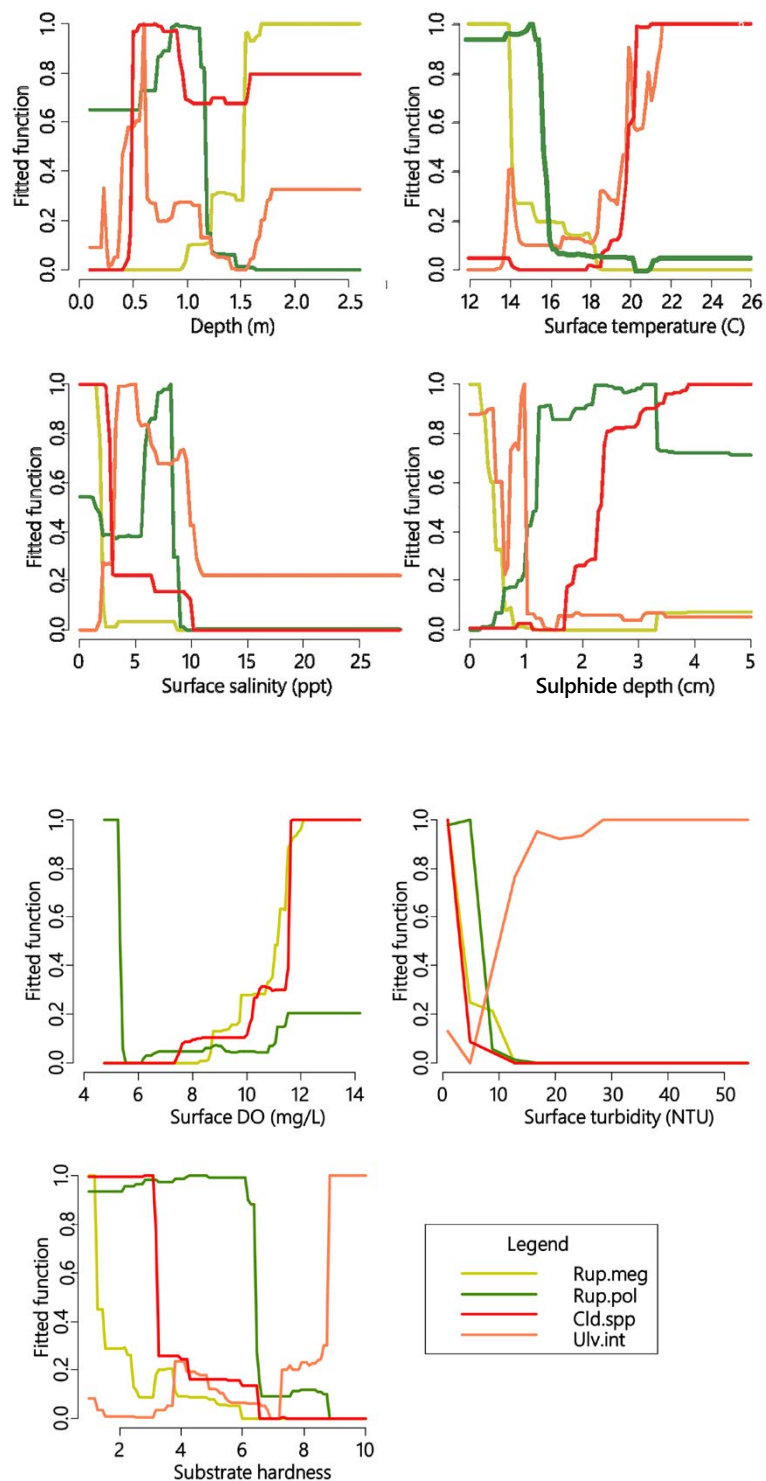 Fitted function
0.0 0.2 0.4 0.6 0.8 1.0
0.0 0.5 1.0 1.5 2.0 2.5
Depth (m)
Fitted function
0.0 0.2 0.4 0.6 0.8 1.0
12 14 16 18 20 22 24 26
Surface temperature (C)
Fitted function
0.0 0.2 0.4 0.6 0.8 1.0
0 5 10 15 20 25
Surface salinity (ppt)
Fitted function
0.0 0.2 0.4 0.6 0.8 1.0
0 1 2 3 4 5
Sulphide depth (cm)
Fitted function
0.0 0.2 0.4 0.6 0.8 1.0
4 6 8 10 12 14
Surface DO (mg/L)
Fitted function
0.0 0.2 0.4 0.6 0.8 1.0
0 10 20 30 40 50
Surface turbidity (NTU)
Fitted function
0.0 0.2 0.4 0.6 0.8 1.0
2 4 6 8 10
Substrate hardness
Legend
Rup.meg
Rup.pol
Cld.spp
Ulv.int